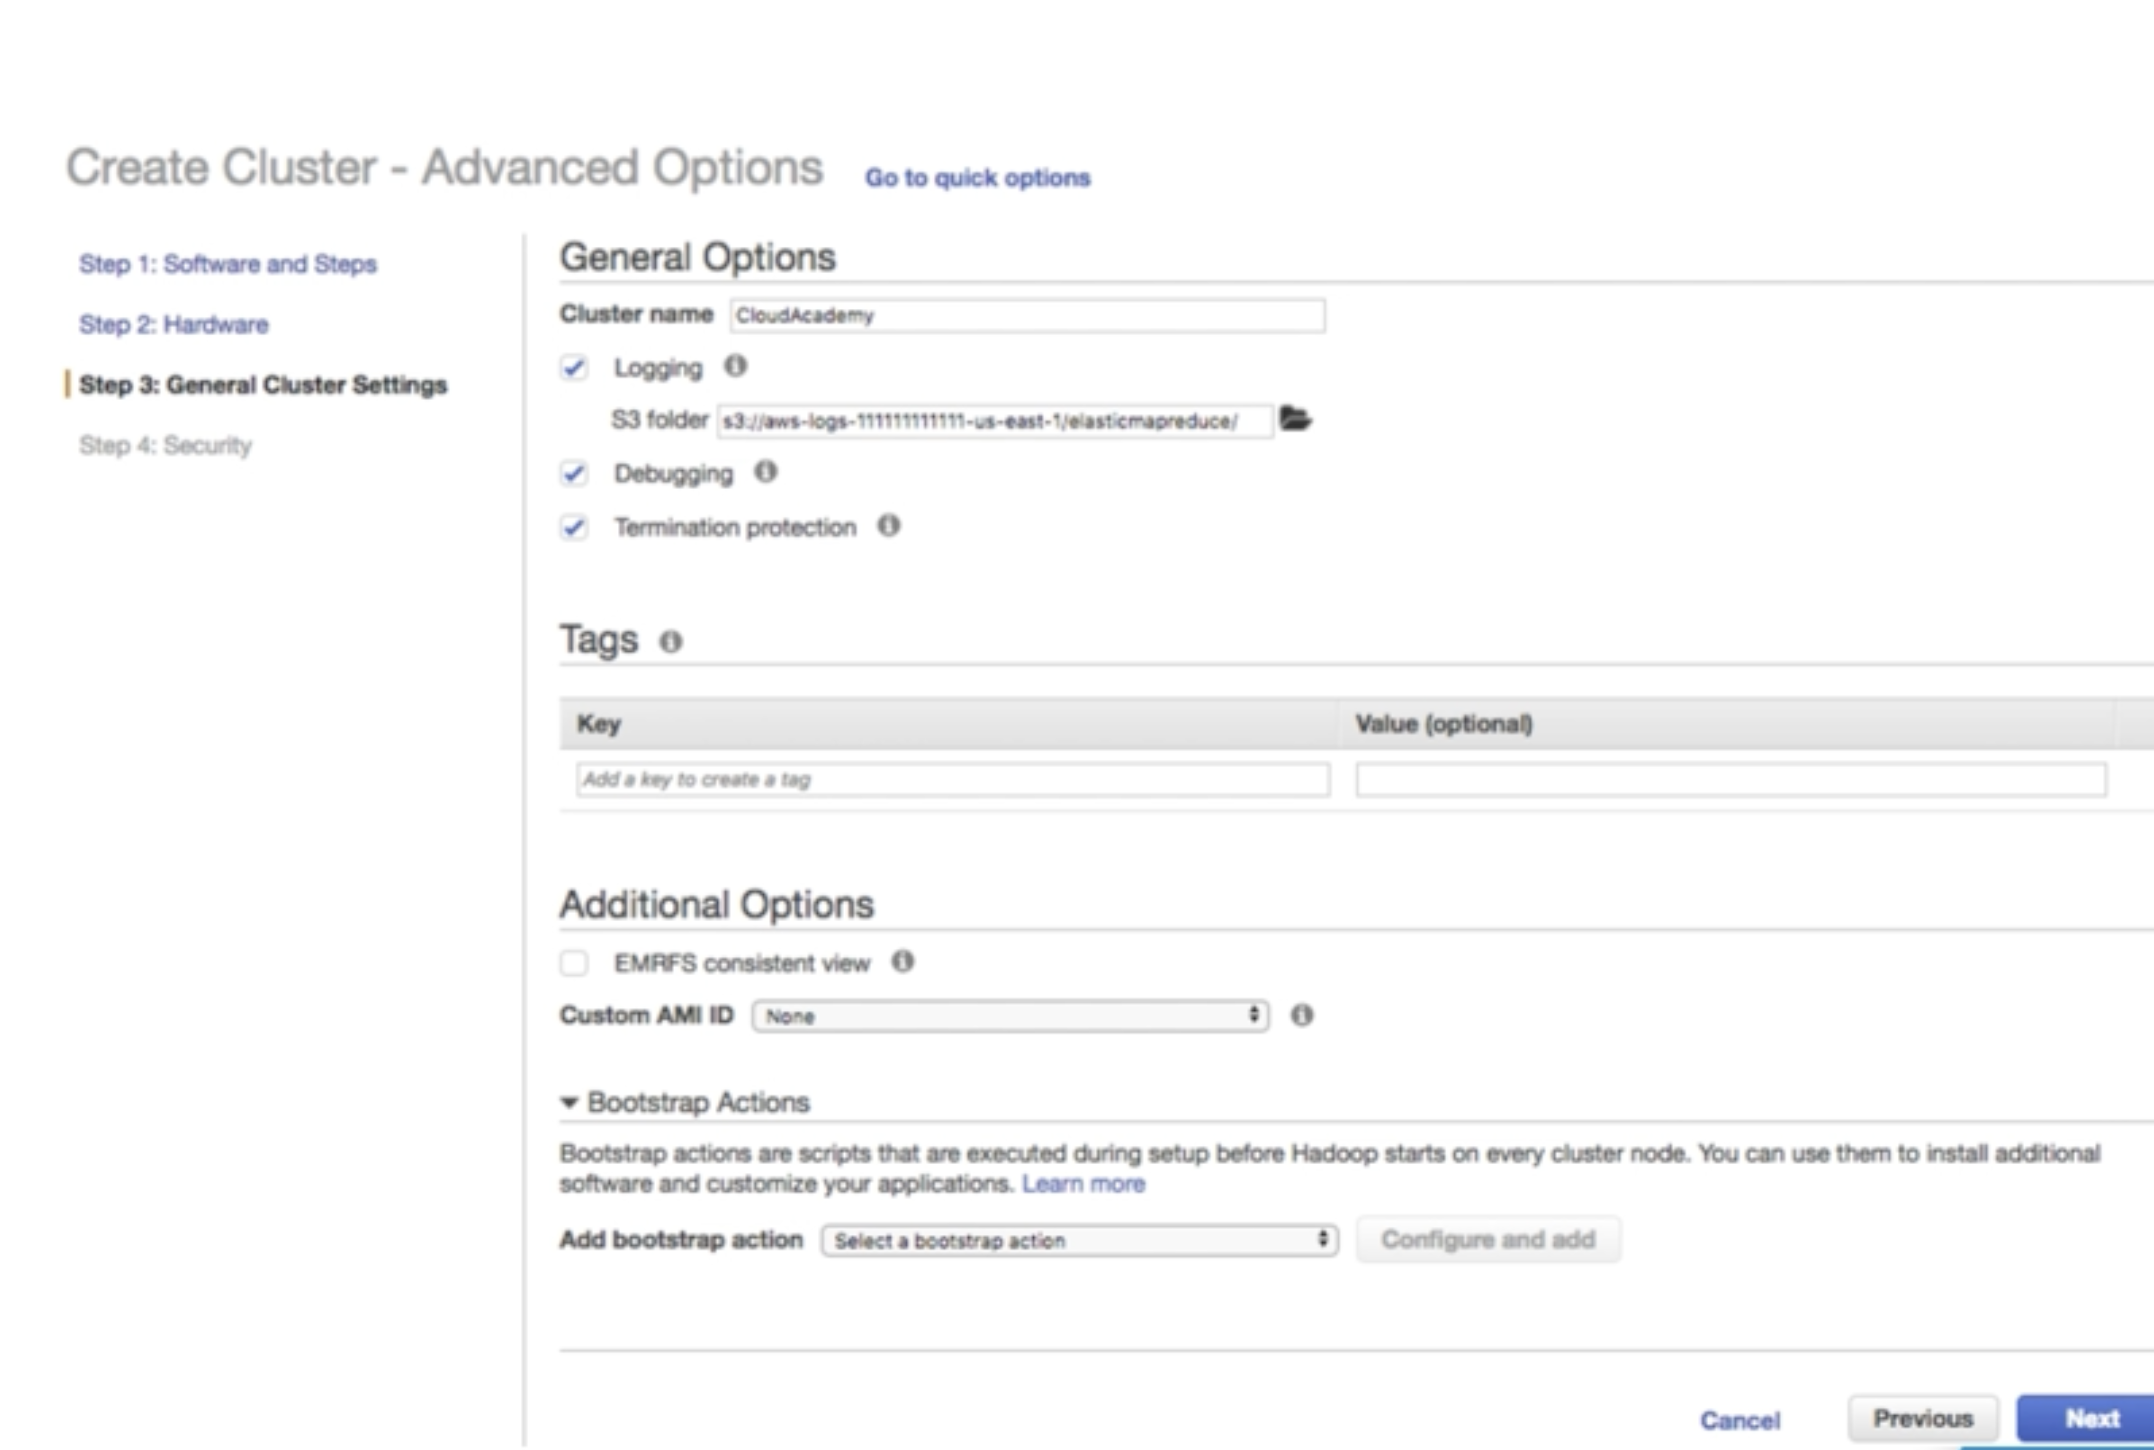 Create Cluster - Advanced Options Go to quick options
Step 1: Software and Steps
Step 2: Hardware
Step 3: General Cluster Settings
Step 4: Security
General Options
Cluster name CloudAcademy
Logging
S3 folder s3://aws-logs-111111111111-us-east-1/elasticmapreduce/
Debugging
Termination protection
Tags
Key Value (optional)
Add a key to create a tag
Additional Options
EMRFS consistent view
Custom AMI ID None
Bootstrap Actions
Bootstrap actions are scripts that are executed during setup before Hadoop starts on every cluster node. You can use them to install additional
software and customize your applications. Learn more
Add bootstrap action Select a bootstrap action Configure and add
Cancel Previous Next